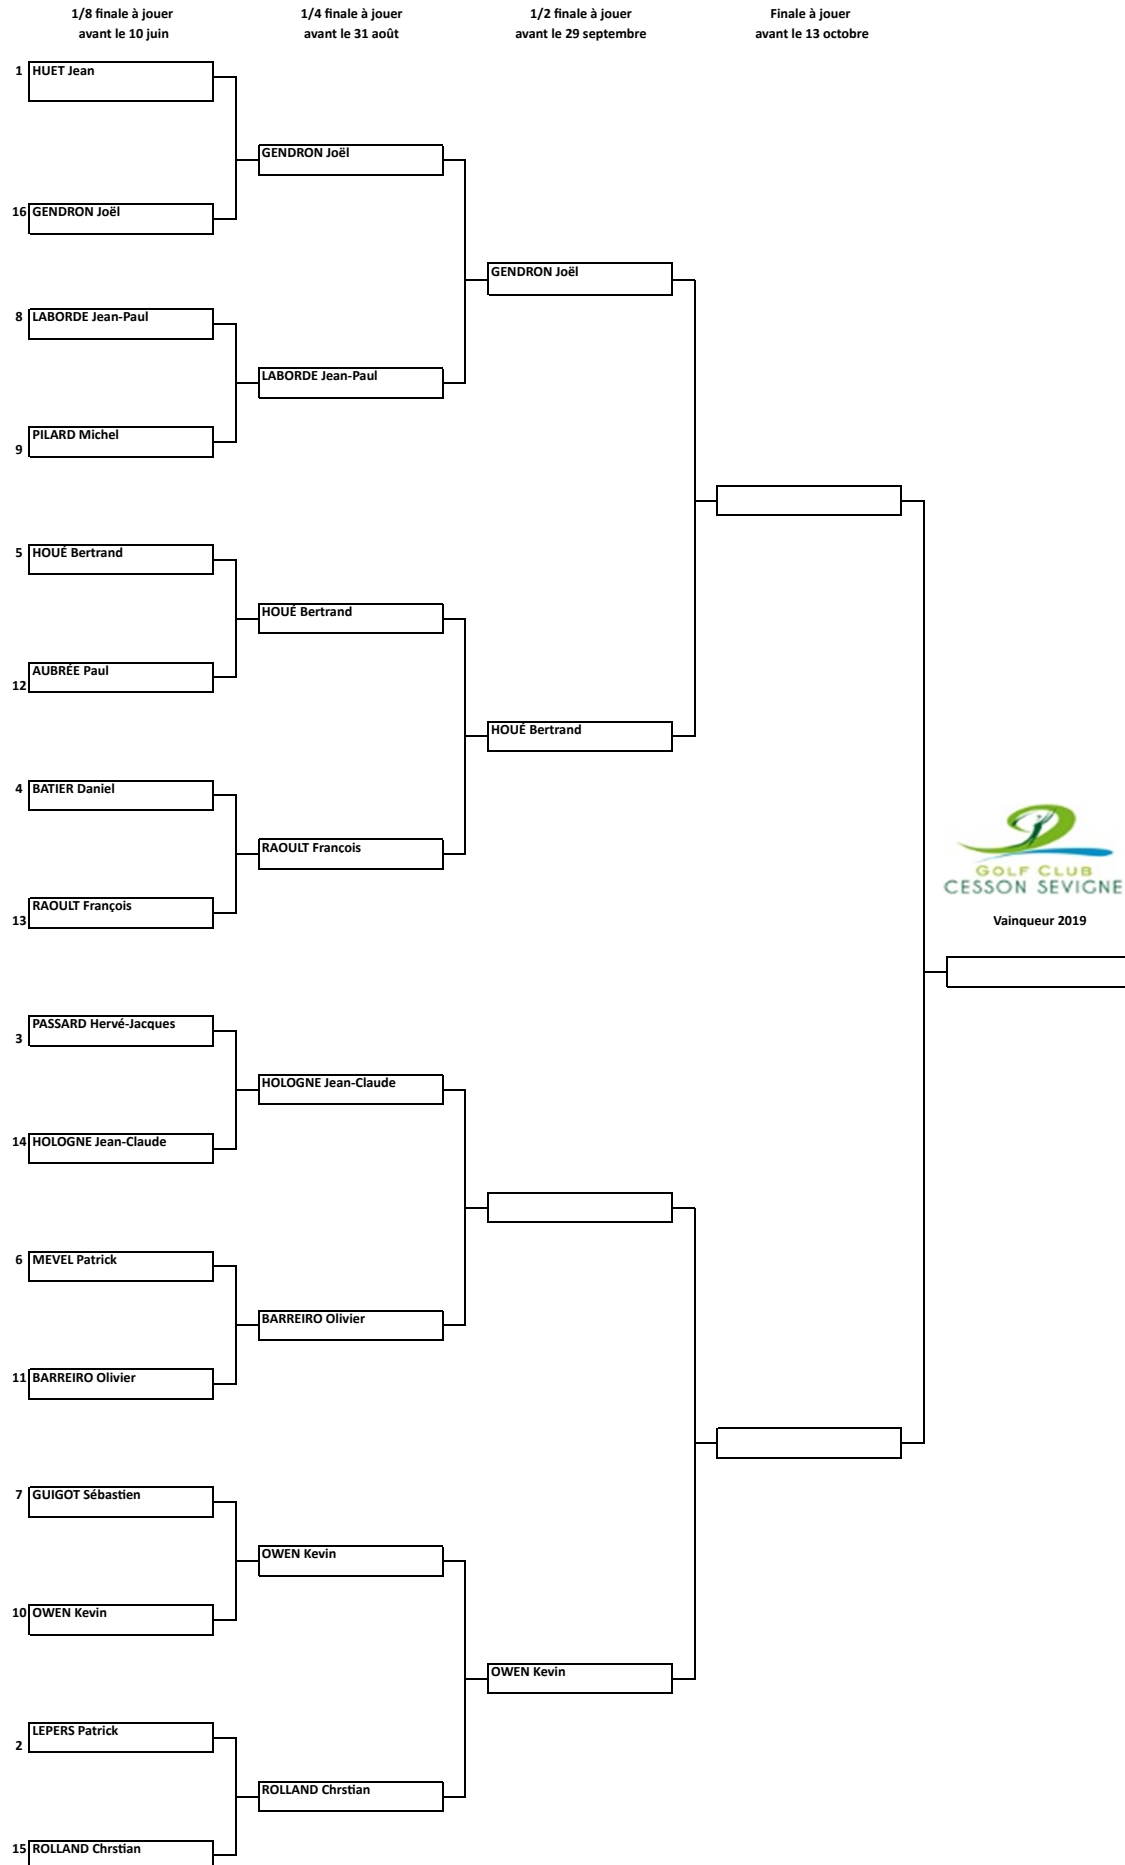 1/8 finale à jouer
avant le 10 juin
1/4 finale à jouer
avant le 31 août
1/2 finale à jouer
avant le 29 septembre
Finale à jouer
avant le 13 octobre
1 HUET Jean
GENDRON Joël
16 GENDRON Joël
GENDRON Joël
8 LABORDE Jean-Paul
LABORDE Jean-Paul
9 PILARD Michel
5 HOUÉ Bertrand
HOUÉ Bertrand
12 AUBRÉE Paul
HOUÉ Bertrand
4 BATIER Daniel
RAOULT François
13 RAOULT François
GOLF CLUB
CESSON SEVIGNE
Vainqueur 2019
3 PASSARD Hervé-Jacques
HOLOGNE Jean-Claude
14 HOLOGNE Jean-Claude
6 MEVEL Patrick
BARREIRO Olivier
11 BARREIRO Olivier
7 GUIGOT Sébastien
OWEN Kevin
10 OWEN Kevin
OWEN Kevin
2 LEPERS Patrick
ROLLAND Chrstian
15 ROLLAND Chrstian